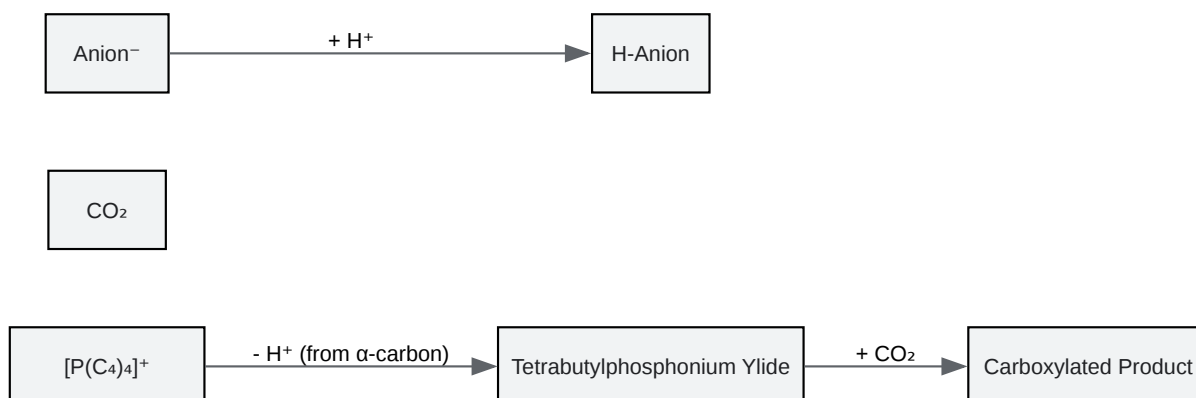 Anion⁻
+ H⁺
H-Anion
CO₂
[P(C₄)₄]⁺
- H⁺ (from α-carbon)
Tetrabutylphosphonium Ylide
+ CO₂
Carboxylated Product